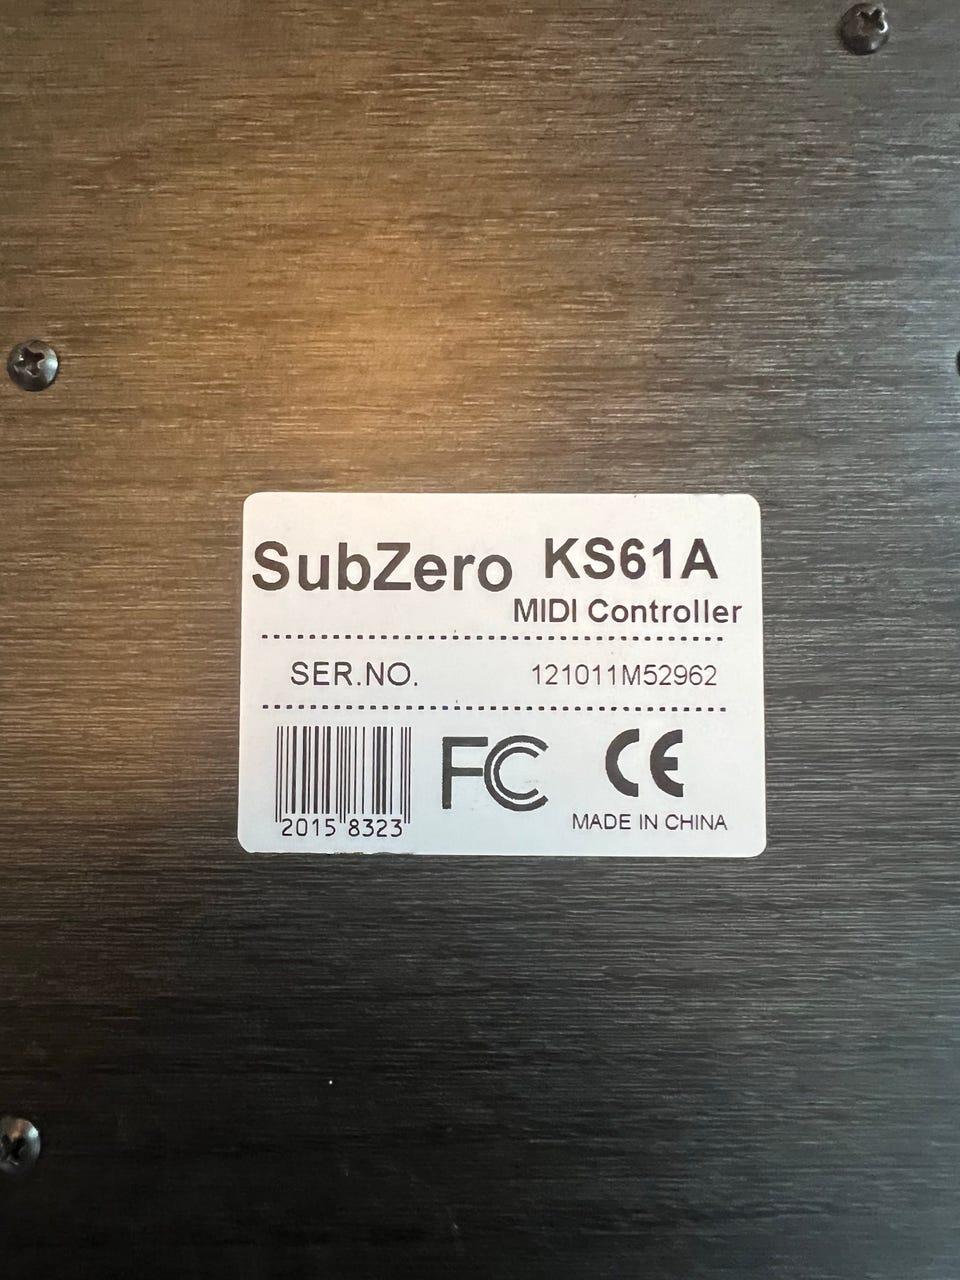 SubZero KS61A
MIDI Controller
SER.NO. 121011M52962
FC CE
MADE IN CHINA
2015 8323